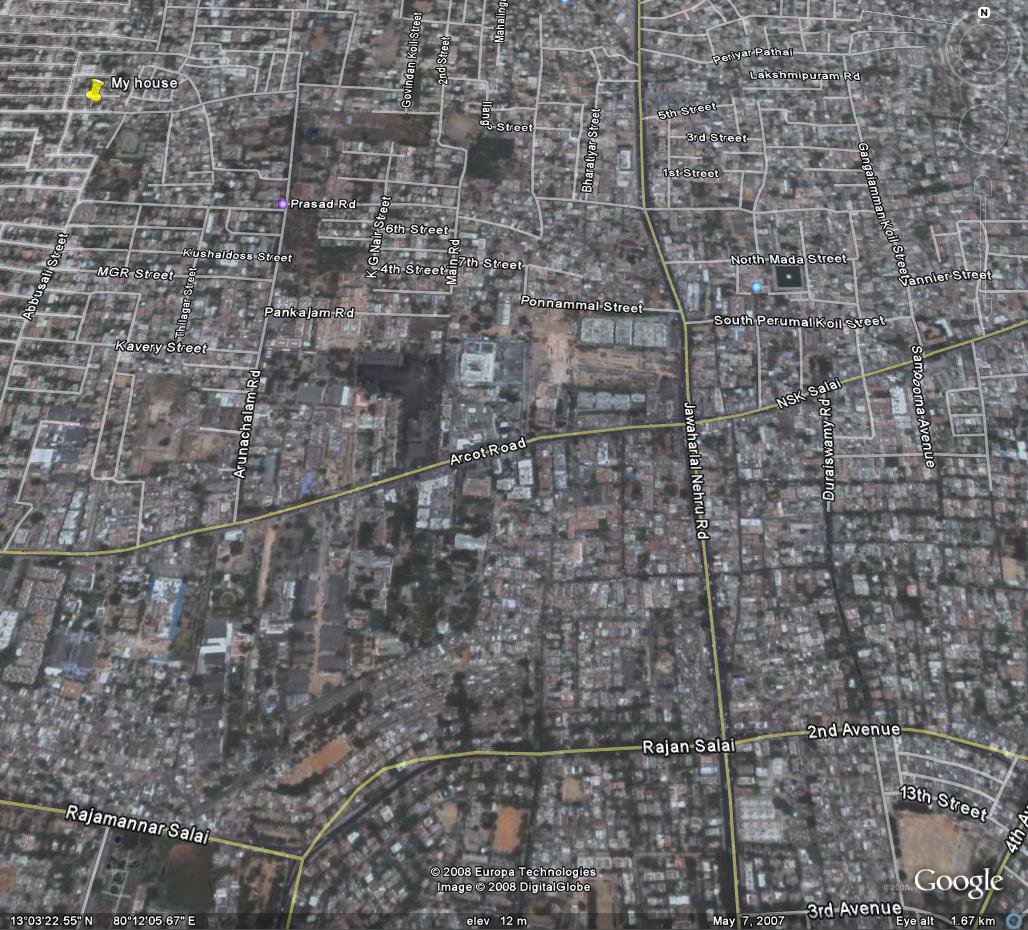 N
Govindan Koil Street
2nd Street
Periyar Pathai
Lakshmipuram Rd
My house
5th Street
Street
3rd Street
Bharatiyar Street
1st Street
Gangaiamman Koil Street
Prasad Rd
K G Nair Street
6th Street
Main Rd
Abbusali Street
Kushaldoss Street
MGR Street
4th Street
7th Street
North Mada Street
Vannier Street
Thilagar Street
Pankajam Rd
Ponnammal Street
South Perumal Koil Street
Kavery Street
Arunachalam Rd
NSK Salai
Sampoorna Avenue
Arcot Road
Jawaharlal Nehru Rd
Duraiswamy Rd
Rajan Salai
2nd Avenue
13th Street
Rajamannar Salai
© 2008 Europa Technologies
Image © 2008 DigitalGlobe
Google
3rd Avenue
13°03'22.55" N 80°12'05.67" E
elev 12 m
May 7, 2007
Eye alt 1.67 km